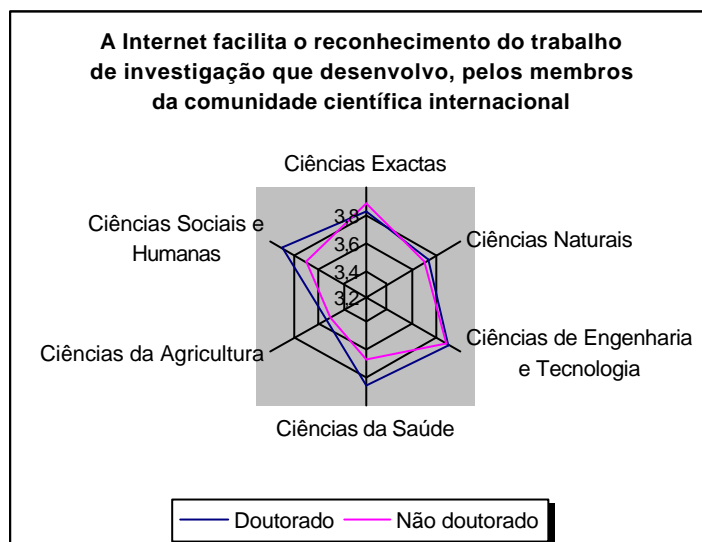 A Internet facilita o reconhecimento do trabalho
de investigação que desenvolvo, pelos membros
da comunidade científica internacional
Ciências Exactas
Ciências Sociais e
Humanas
Ciências Naturais
3,8
3,6
3,4
3,2
Ciências da Agricultura
Ciências de Engenharia
e Tecnologia
Ciências da Saúde
Doutorado
Não doutorado